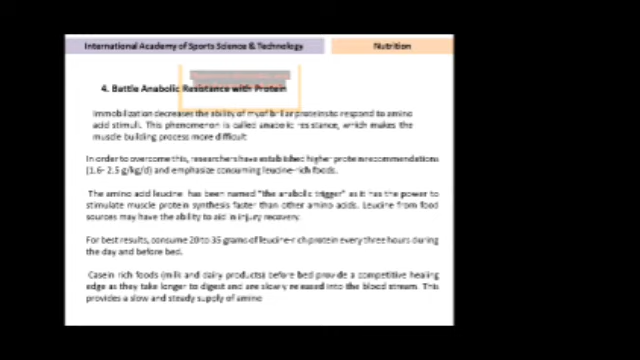 International Academy of Sports Science & Technology
Nutrition
4. Battle Anabolic Resistance with Protein
Immobilization decreases the ability of myofibrilar proteins to respond to amino
acid stimuli. This phenomenon is called anabolic resistance, which makes the
muscle building process more difficult
In order to overcome this, researchers have established higher protein recommendations
(1.6- 2.5 g/kg/d) and emphasize consuming leucine-rich foods.
The amino acid leucine has been named "the anabolic trigger" as it has the power to
stimulate muscle protein synthesis faster than other amino acids. Leucine from food
sources may have the ability to aid in injury recovery.
For best results, consume 20 to 35 grams of leucine-rich protein every three hours during
the day and before bed.
Casein rich foods (milk and dairy products) before bed provide a competitive healing
edge as they take longer to digest and are slowly released into the blood stream. This
provides a slow and steady supply of amino